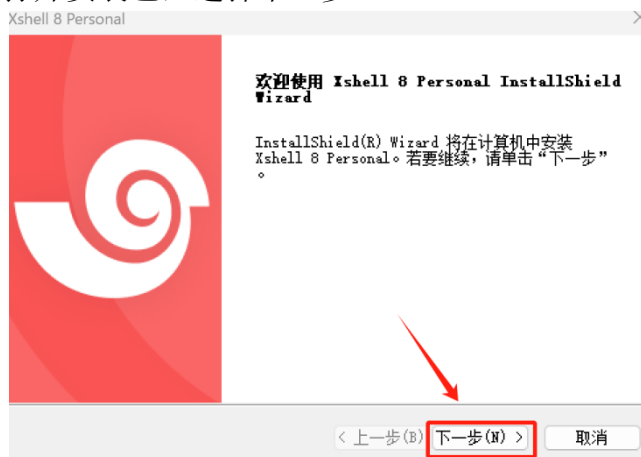 Xshell 8 Personal
欢迎使用 Xshell 8 Personal InstallShield
Wizard
InstallShield(R) Wizard 将在计算机中安装
Xshell 8 Personal。若要继续，请单击“下一步”
。
< 上一步(B)
下一步(N) >
取消